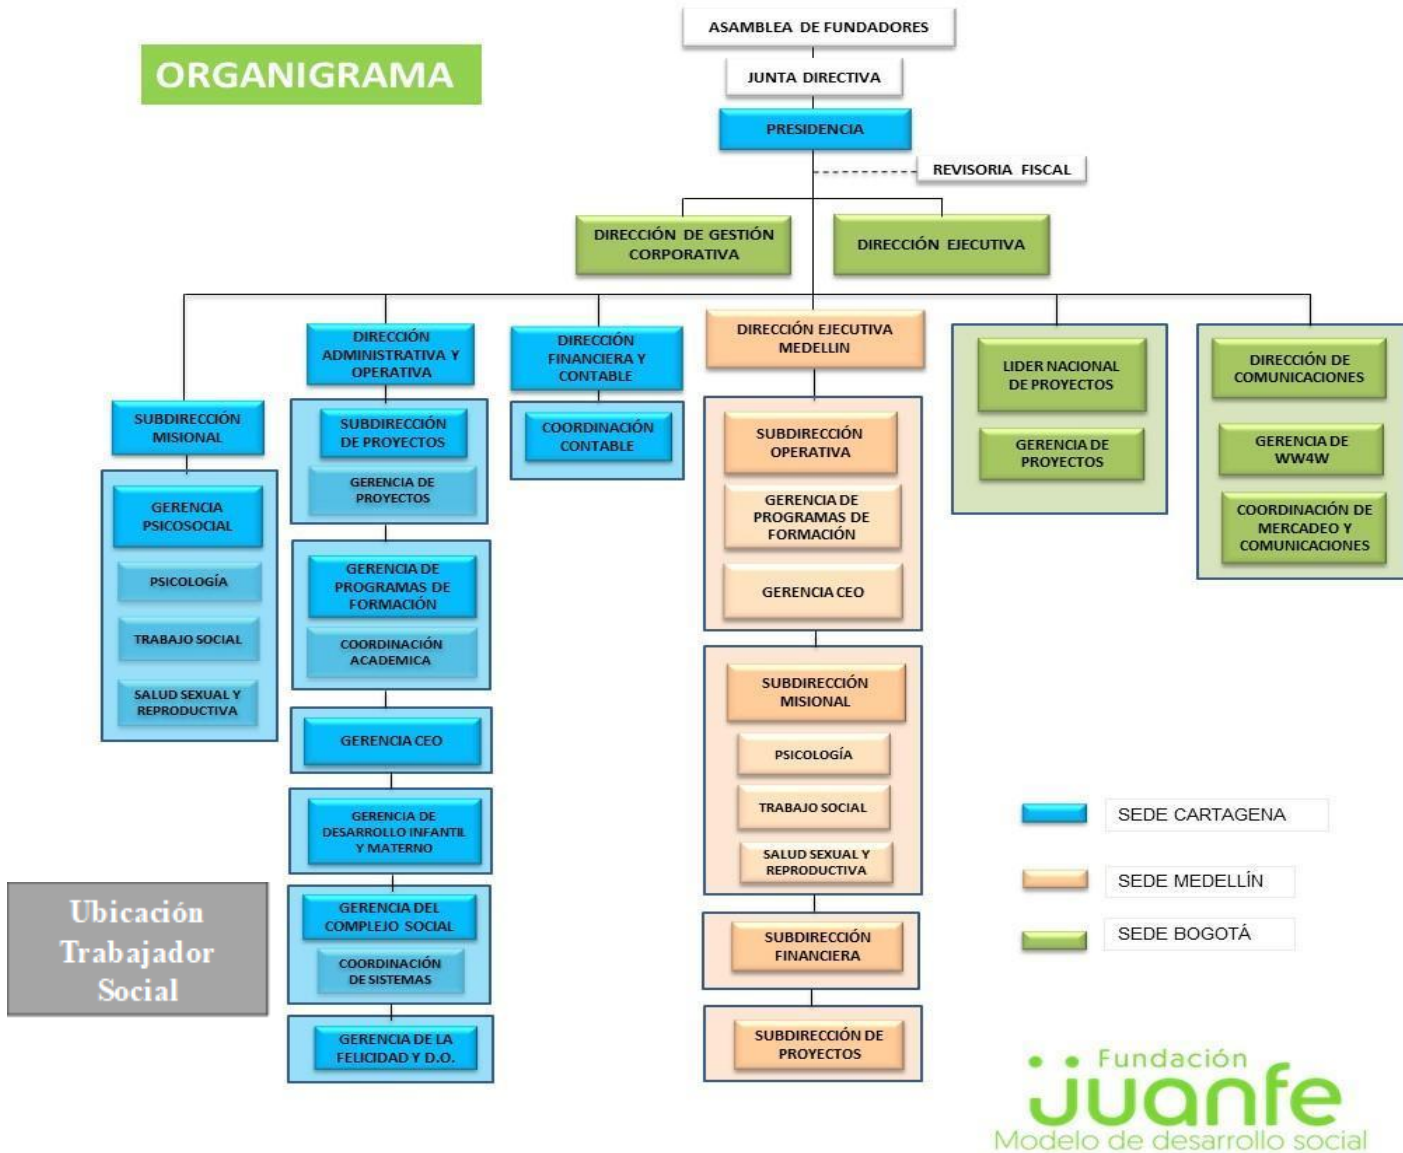 ORGANIGRAMA
ASAMBLEA DE FUNDADORES
JUNTA DIRECTIVA
PRESIDENCIA
REVISORIA FISCAL
DIRECCIÓN DE GESTIÓN
CORPORATIVA
DIRECCIÓN EJECUTIVA
SUBDIRECCIÓN
MISIONAL
GERENCIA
PSICOSOCIAL
PSICOLOGÍA
TRABAJO SOCIAL
SALUD SEXUAL Y
REPRODUCTIVA
DIRECCIÓN
ADMINISTRATIVA Y
OPERATIVA
SUBDIRECCIÓN
DE PROYECTOS
GERENCIA DE
PROYECTOS
GERENCIA DE
PROGRAMAS DE
FORMACIÓN
COORDINACIÓN
ACADEMICA
GERENCIA CEO
GERENCIA DE
DESARROLLO INFANTIL
Y MATERNO
GERENCIA DEL
COMPLEJO SOCIAL
COORDINACIÓN
DE SISTEMAS
GERENCIA DE LA
FELICIDAD Y D.O.
DIRECCIÓN
FINANCIERA Y
CONTABLE
COORDINACIÓN
CONTABLE
DIRECCIÓN EJECUTIVA
MEDELLIN
SUBDIRECCIÓN
OPERATIVA
GERENCIA DE
PROGRAMAS DE
FORMACIÓN
GERENCIA CEO
SUBDIRECCIÓN
MISIONAL
PSICOLOGÍA
TRABAJO SOCIAL
SALUD SEXUAL Y
REPRODUCTIVA
SUBDIRECCIÓN
FINANCIERA
SUBDIRECCIÓN DE
PROYECTOS
LIDER NACIONAL
DE PROYECTOS
GERENCIA DE
PROYECTOS
DIRECCIÓN DE
COMUNICACIONES
GERENCIA DE
WW4W
COORDINACIÓN DE
MERCADEO Y
COMUNICACIONES
SEDE CARTAGENA
SEDE MEDELLÍN
SEDE BOGOTÁ
Ubicación
Trabajador
Social
Fundación
juanfe
Modelo de desarrollo social